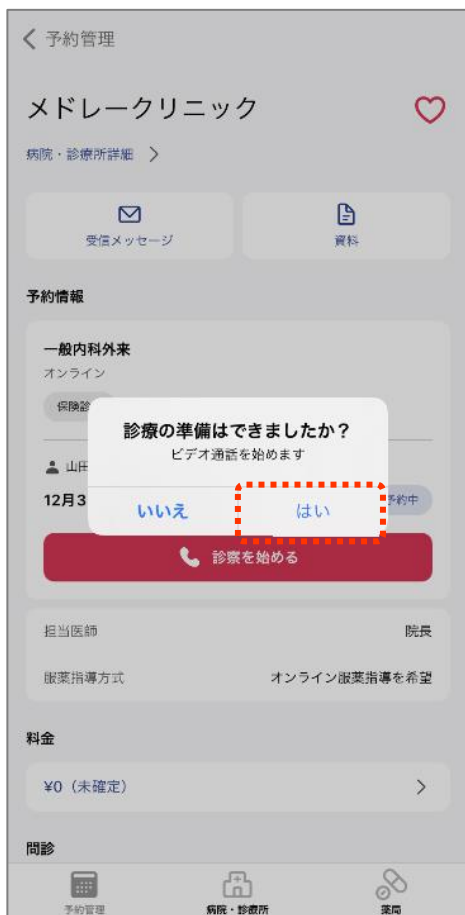 予約管理
メドレークリニック
病院・診療所詳細
受信メッセージ
資料
予約情報
一般内科外来
オンライン
保険診
診療の準備はできましたか？
ビデオ通話を始めます
いいえ
はい
山田
12月3
予約中
診察を始める
担当医師
院長
服薬指導方式
オンライン服薬指導を希望
料金
¥0（未確定）
問診
予約管理
病院・診療所
薬局